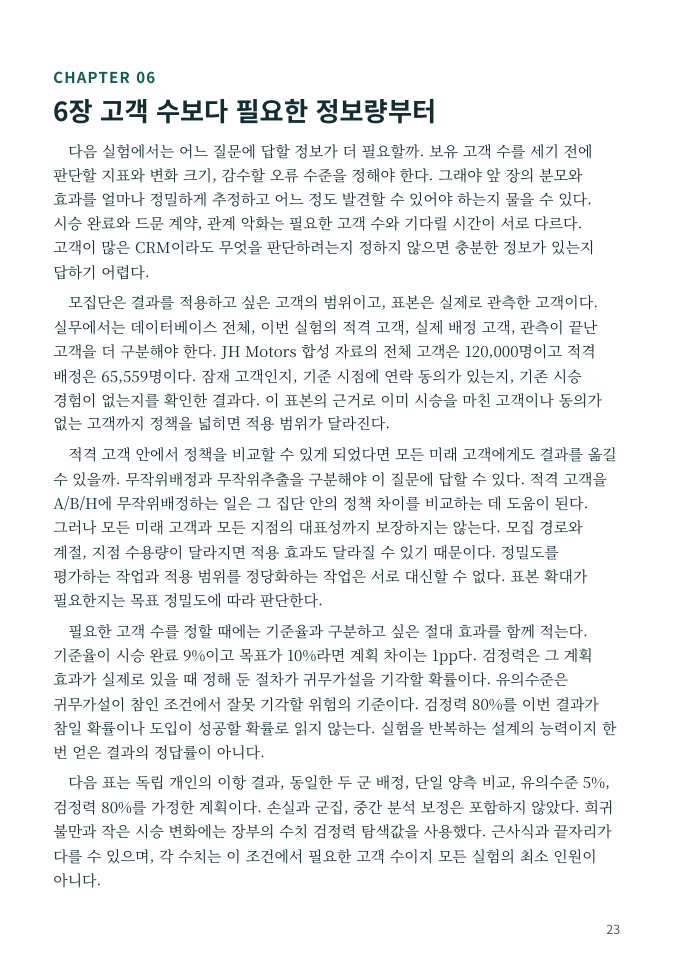 CHAPTER 06
6장 고객 수보다 필요한 정보량부터
다음 실험에서는 어느 질문에 답할 정보가 더 필요할까. 보유 고객 수를 세기 전에
판단할 지표와 변화 크기, 감수할 오류 수준을 정해야 한다. 그래야 앞 장의 분모와
효과를 얼마나 정밀하게 추정하고 어느 정도 발견할 수 있어야 하는지 물을 수 있다.
시승 완료와 드문 계약, 관계 악화는 필요한 고객 수와 기다릴 시간이 서로 다르다.
고객이 많은 CRM이라도 무엇을 판단하려는지 정하지 않으면 충분한 정보가 있는지
답하기 어렵다.
모집단은 결과를 적용하고 싶은 고객의 범위이고, 표본은 실제로 관측한 고객이다.
실무에서는 데이터베이스 전체, 이번 실험의 적격 고객, 실제 배정 고객, 관측이 끝난
고객을 더 구분해야 한다. JH Motors 합성 자료의 전체 고객은 120,000명이고 적격
배정은 65,559명이다. 잠재 고객인지, 기준 시점에 연락 동의가 있는지, 기존 시승
경험이 없는지를 확인한 결과다. 이 표본의 근거로 이미 시승을 마친 고객이나 동의가
없는 고객까지 정책을 넓히면 적용 범위가 달라진다.
적격 고객 안에서 정책을 비교할 수 있게 되었다면 모든 미래 고객에게도 결과를 옮길
수 있을까. 무작위배정과 무작위추출을 구분해야 이 질문에 답할 수 있다. 적격 고객을
A/B/H에 무작위배정하는 일은 그 집단 안의 정책 차이를 비교하는 데 도움이 된다.
그러나 모든 미래 고객과 모든 지점의 대표성까지 보장하지는 않는다. 모집 경로와
계절, 지점 수용량이 달라지면 적용 효과도 달라질 수 있기 때문이다. 정밀도를
평가하는 작업과 적용 범위를 정당화하는 작업은 서로 대신할 수 없다. 표본 확대가
필요한지는 목표 정밀도에 따라 판단한다.
필요한 고객 수를 정할 때에는 기준율과 구분하고 싶은 절대 효과를 함께 적는다.
기준율이 시승 완료 9%이고 목표가 10%라면 계획 차이는 1pp다. 검정력은 그 계획
효과가 실제로 있을 때 정해 둔 절차가 귀무가설을 기각할 확률이다. 유의수준은
귀무가설이 참인 조건에서 잘못 기각할 위험의 기준이다. 검정력 80%를 이번 결과가
참일 확률이나 도입이 성공할 확률로 읽지 않는다. 실험을 반복하는 설계의 능력이지 한
번 얻은 결과의 정답률이 아니다.
다음 표는 독립 개인의 이항 결과, 동일한 두 군 배정, 단일 양측 비교, 유의수준 5%,
검정력 80%를 가정한 계획이다. 손실과 군집, 중간 분석 보정은 포함하지 않았다. 희귀
불만과 작은 시승 변화에는 장부의 수치 검정력 탐색값을 사용했다. 근사식과 끝자리가
다를 수 있으며, 각 수치는 이 조건에서 필요한 고객 수이지 모든 실험의 최소 인원이
아니다.
23